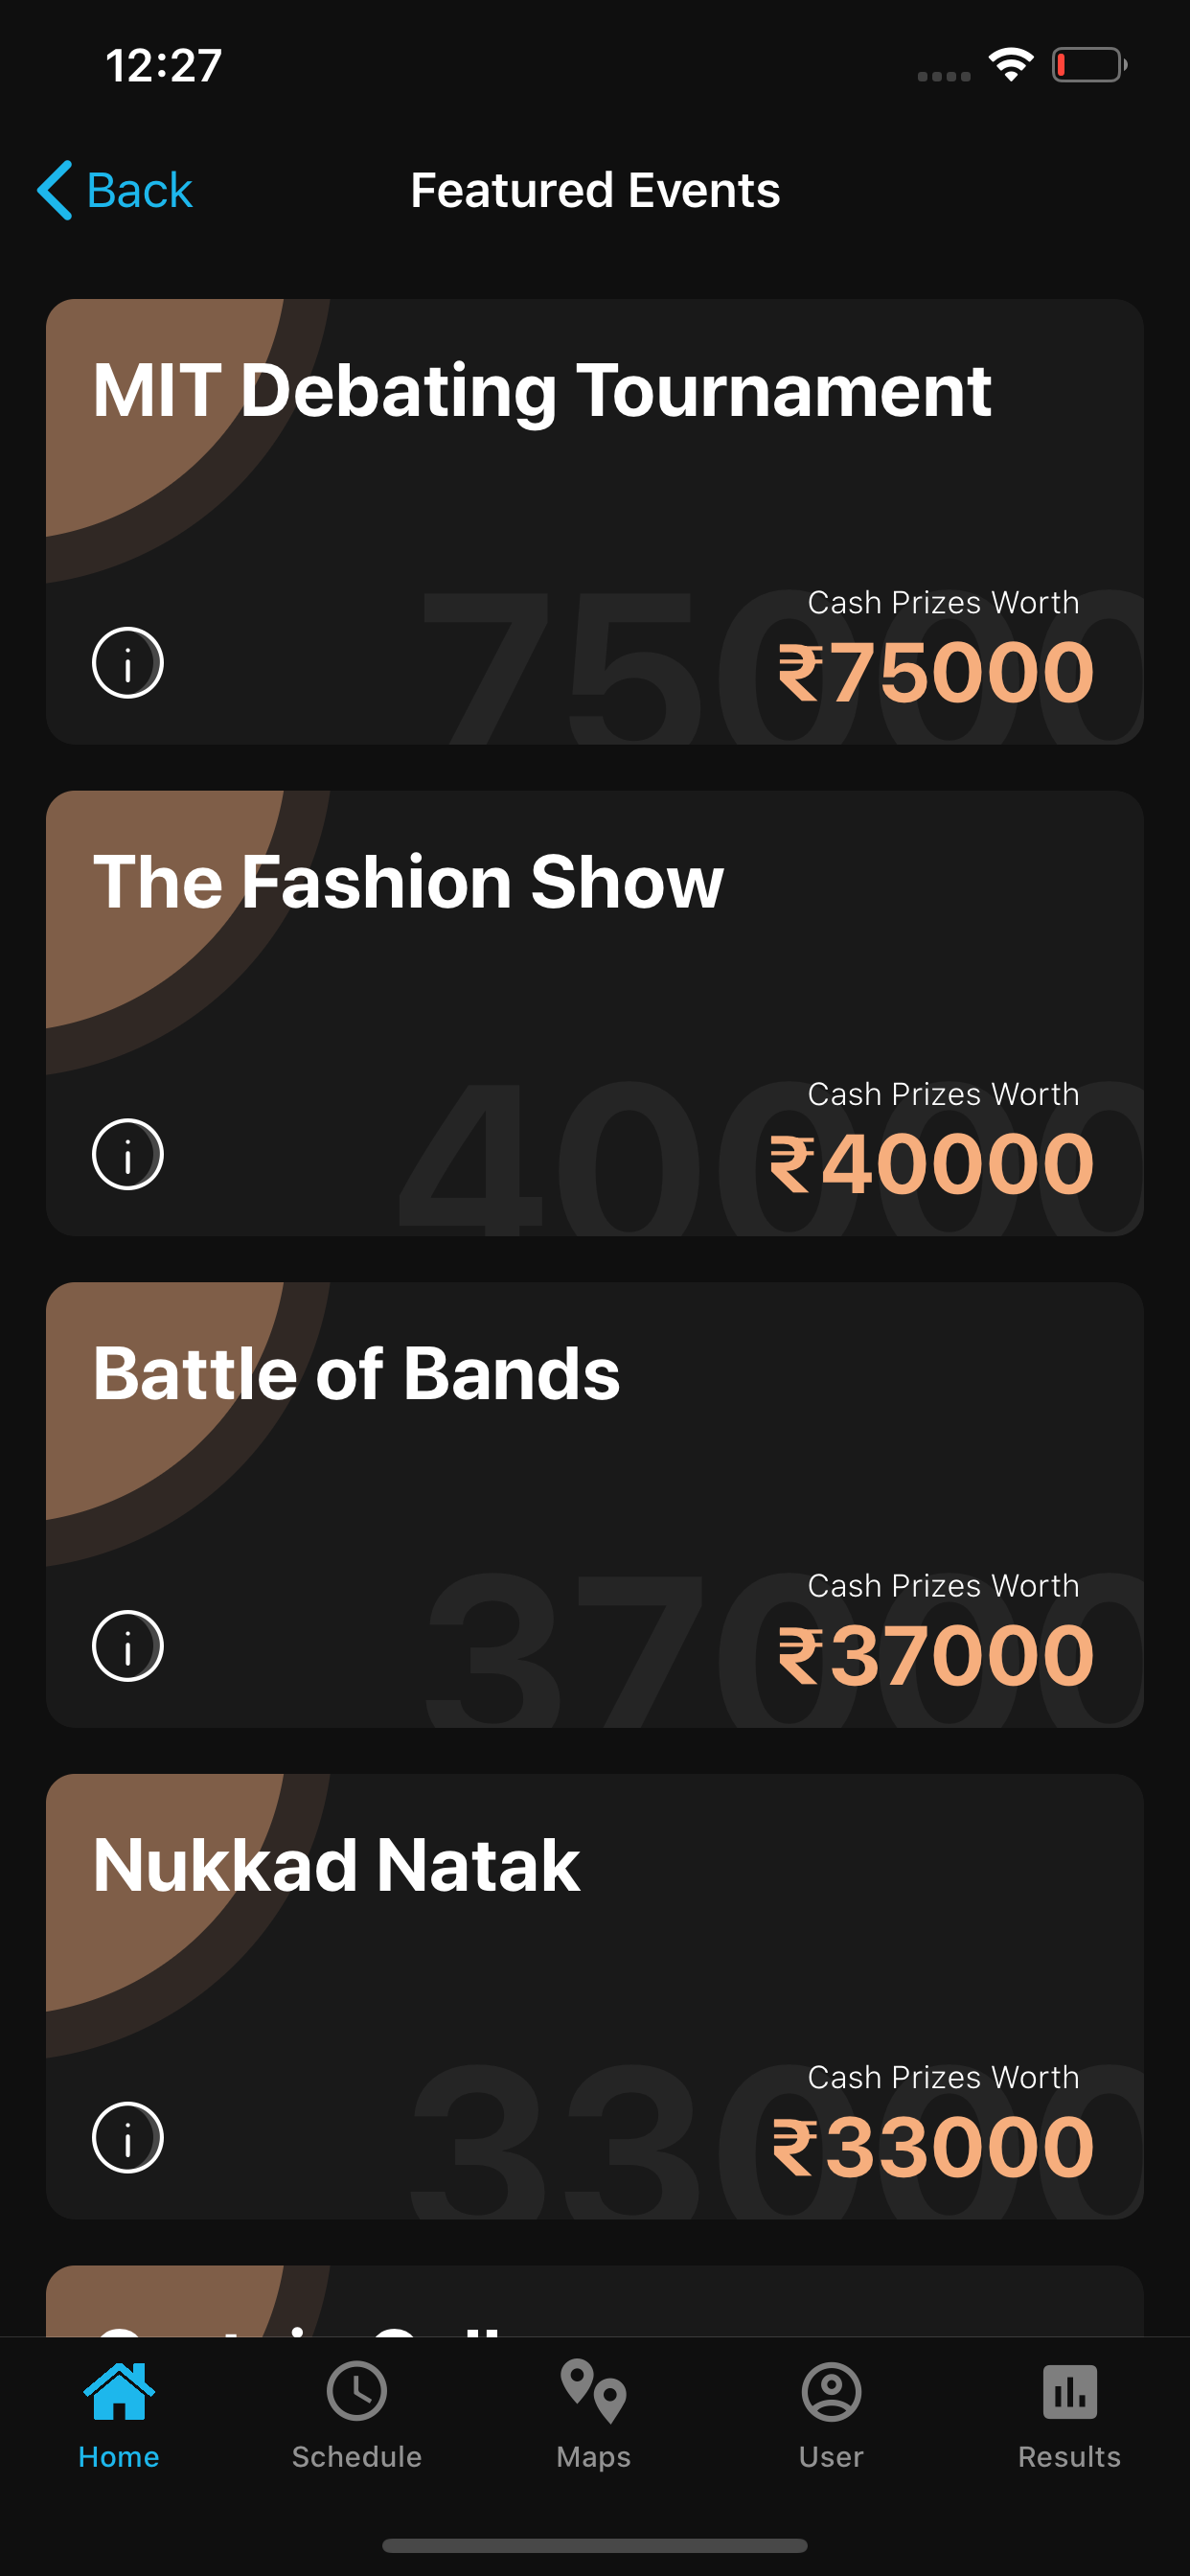 12:27
Back
Featured Events
MIT Debating Tournament
75000
Cash Prizes Worth
₹75000
The Fashion Show
40000
Cash Prizes Worth
₹40000
Battle of Bands
37000
Cash Prizes Worth
₹37000
Nukkad Natak
33000
Cash Prizes Worth
₹33000
Home
Schedule
Maps
User
Results